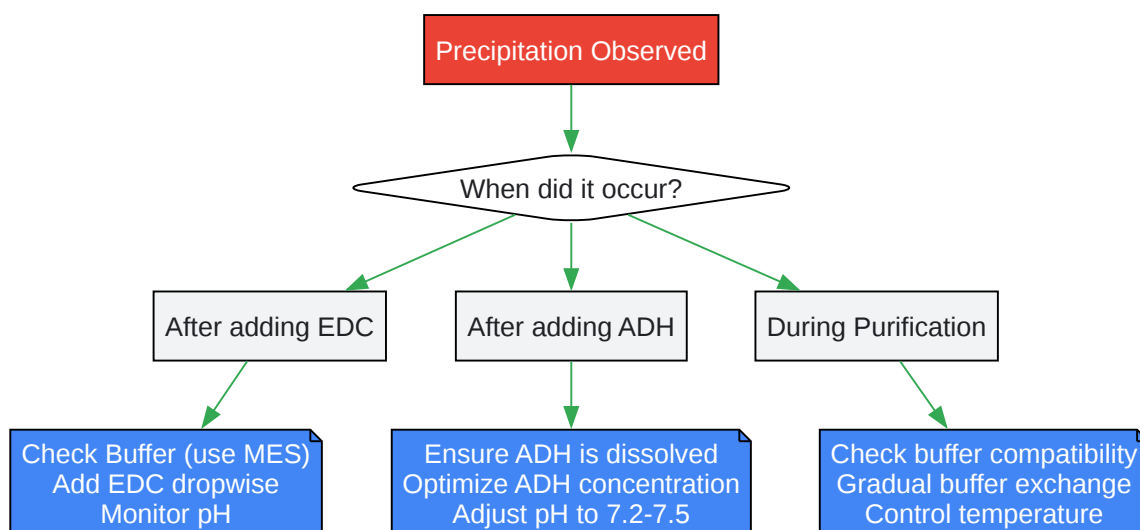 Precipitation Observed
When did it occur?
After adding EDC
After adding ADH
During Purification
Check Buffer (use MES)
Add EDC dropwise
Monitor pH
Ensure ADH is dissolved
Optimize ADH concentration
Adjust pH to 7.2-7.5
Check buffer compatibility
Gradual buffer exchange
Control temperature